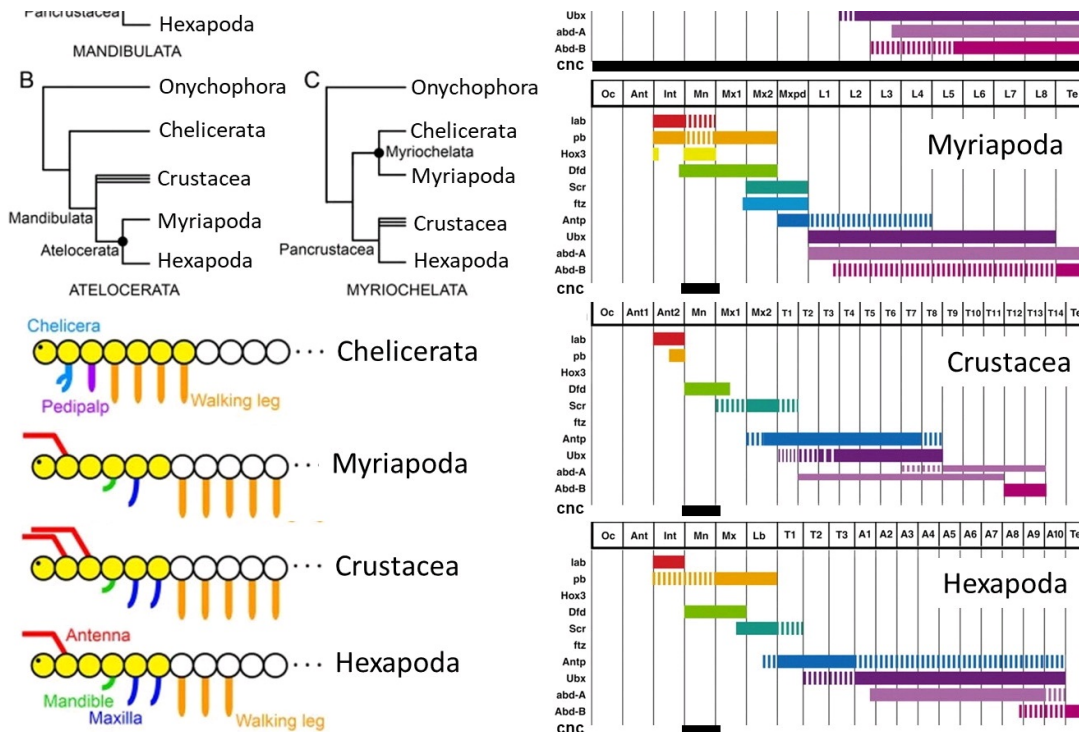 Pancrustacea
Hexapoda
MANDIBULATA
B
Onychophora
Chelicerata
Crustacea
Mandibulata
Myriapoda
Atelocerata
Hexapoda
ATELOCERATA
C
Onychophora
Chelicerata
Myriochelata
Myriapoda
Crustacea
Pancrustacea
Hexapoda
MYRIOCHELATA
Chelicera
Chelicerata
Pedipalp
Walking leg
Myriapoda
Crustacea
Antenna
Hexapoda
Mandible
Maxilla
Walking leg
Ubx
abd-A
Abd-B
cnc
Oc Ant Int Mn Mx1 Mx2 Mxpd L1 L2 L3 L4 L5 L6 L7 L8 Te
Myriapoda
lab
pb
Hox3
Dfd
Scr
ftz
Antp
Ubx
abd-A
Abd-B
cnc
Oc Ant1 Ant2 Mn Mx1 Mx2 T1 T2 T3 T4 T5 T6 T7 T8 T9 T10 T11 T12 T13 T14 Te
Crustacea
lab
pb
Hox3
Dfd
Scr
ftz
Antp
Ubx
abd-A
Abd-B
cnc
Oc Ant Int Mn Mx Lb T1 T2 T3 A1 A2 A3 A4 A5 A6 A7 A8 A9 A10 Te
Hexapoda
lab
pb
Hox3
Dfd
Scr
ftz
Antp
Ubx
abd-A
Abd-B
cnc